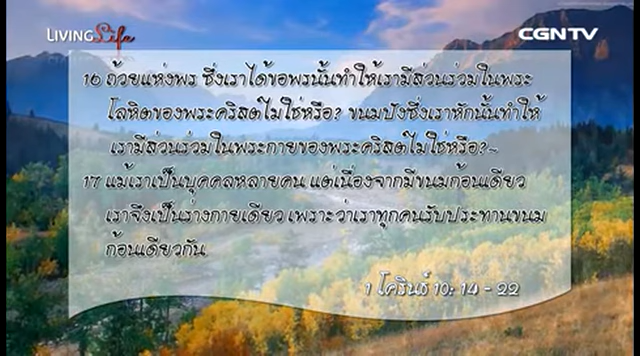 LIVING Life
CGNTV
16 ถ้วยแห่งพร ซึ่งเราได้ขอพรนั้นทำให้เรามีส่วนร่วมในพระ
โลหิตของพระคริสต์ไม่ใช่หรือ? ขนมปังซึ่งเราหักนั้นทำให้
เรามีส่วนร่วมในพระกายของพระคริสต์ไม่ใช่หรือ?~
17 แม้เราเป็นบุคคลหลายคน แต่เนื่องจากมีขนมก้อนเดียว
เราจึงเป็นร่างกายเดียว เพราะว่าเราทุกคนรับประทานขนม
ก้อนเดียวกัน
1 โครินธ์ 10: 14 - 22